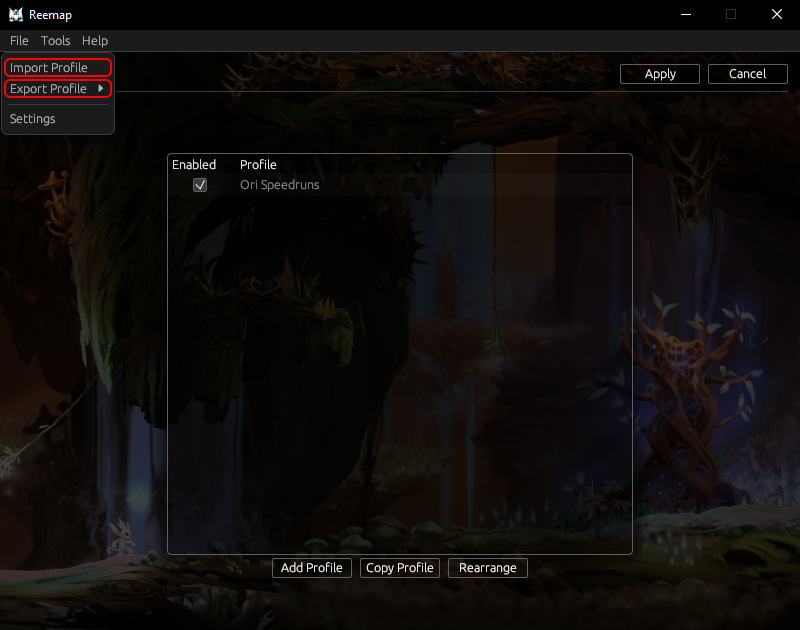 Reemap
File Tools Help
Import Profile
Export Profile
Settings
Apply Cancel
Enabled Profile
Ori Speedruns
Add Profile Copy Profile Rearrange